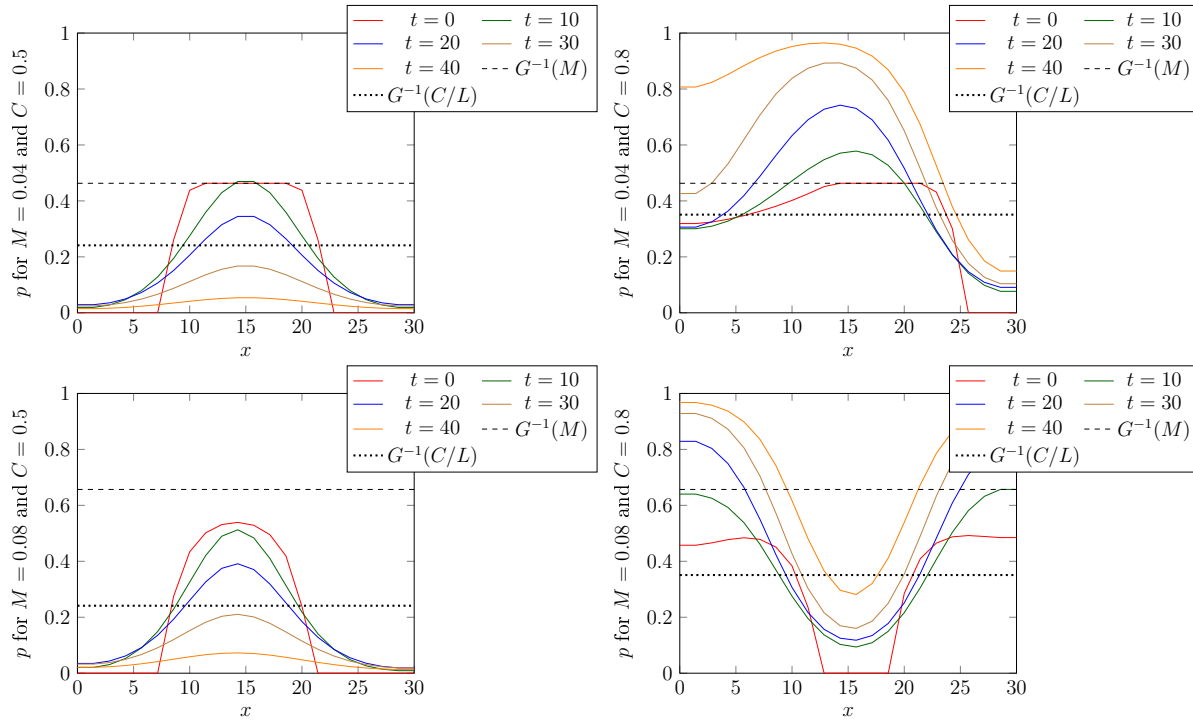 t = 0 t = 10
t = 20 t = 30
t = 40 G⁻¹(M)
G⁻¹(C/L)
1
0.8
0.6
0.4
0.2
0
0 5 10 15 20 25 30
x
p for M = 0.04 and C = 0.5
t = 0 t = 10
t = 20 t = 30
t = 40 G⁻¹(M)
G⁻¹(C/L)
1
0.8
0.6
0.4
0.2
0
0 5 10 15 20 25 30
x
p for M = 0.04 and C = 0.8
t = 0 t = 10
t = 20 t = 30
t = 40 G⁻¹(M)
G⁻¹(C/L)
1
0.8
0.6
0.4
0.2
0
0 5 10 15 20 25 30
x
p for M = 0.08 and C = 0.5
t = 0 t = 10
t = 20 t = 30
t = 40 G⁻¹(M)
G⁻¹(C/L)
1
0.8
0.6
0.4
0.2
0
0 5 10 15 20 25 30
x
p for M = 0.08 and C = 0.8